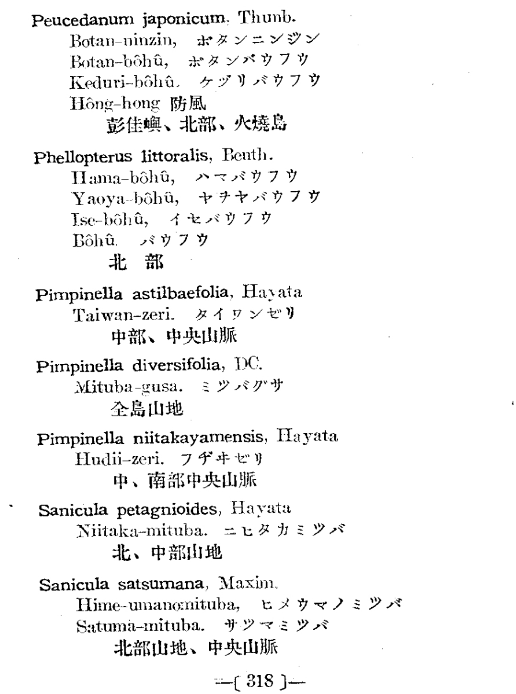 Peucedanum japonicum, Thunb.
Botan-ninzin, ボタンニンジン
Botan-bôhû, ボタンバウフウ
Keduri-bôhû. ケヅリバウフウ
Hông-hong 防風
彭佳嶼、北部、火燒島
Phellopterus littoralis, Benth.
Hama-bôhû, ハマバウフウ
Yaoya-bôhû, ヤヲヤバウフウ
Ise-bôhû, イセバウフウ
Bôhû. バウフウ
北 部
Pimpinella astilbaefolia, Hayata
Taiwan-zeri. タイワンゼリ
中部、中央山脈
Pimpinella diversifolia, DC.
Mituba-gusa. ミツバグサ
全島山地
Pimpinella niitakayamensis, Hayata
Hudii-zeri. フヂヰゼリ
中、南部中央山脈
Sanicula petagnioides, Hayata
Niitaka-mituba. ニヒタカミツバ
北、中部山地
Sanicula satsumana, Maxim.
Hime-umanomituba, ヒメウマノミツバ
Satuma-mituba. サツマミツバ
北部山地、中央山脈
—( 318 )—